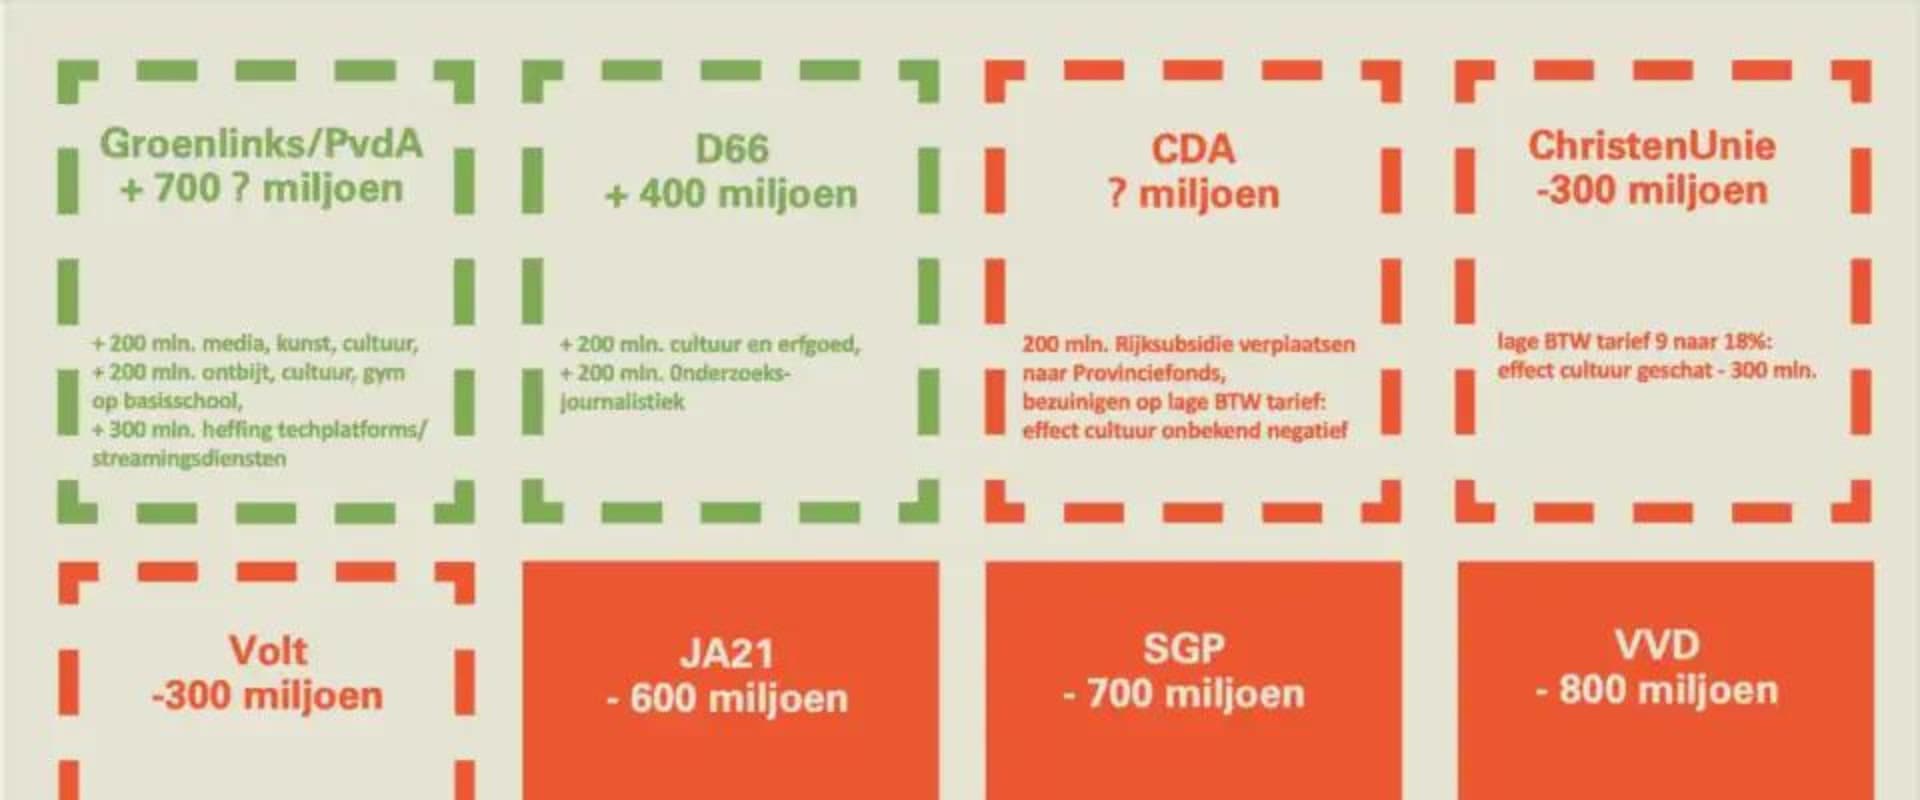 Groenlinks/PvdA
+ 700 ? miljoen
+ 200 mln. media, kunst, cultuur,
+ 200 mln. ontbijt, cultuur, gym
op basisschool,
+ 300 mln. heffing techplatforms/
streamingsdiensten
D66
+ 400 miljoen
+ 200 mln. cultuur en erfgoed,
+ 200 mln. Onderzoeks-
journalistiek
CDA
? miljoen
200 mln. Rijksubsidie verplaatsen
naar Provinciefonds,
bezuinigen op lage BTW tarief:
effect cultuur onbekend negatief
ChristenUnie
-300 miljoen
lage BTW tarief 9 naar 18%:
effect cultuur geschat - 300 mln.
Volt
-300 miljoen
JA21
- 600 miljoen
SGP
- 700 miljoen
VVD
- 800 miljoen